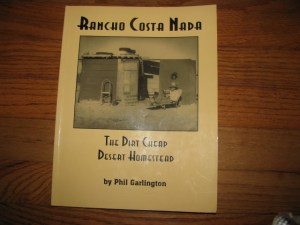 Rancho Costa Nada
The Dirt Cheap
Desert Homestead
by Phil Garlington